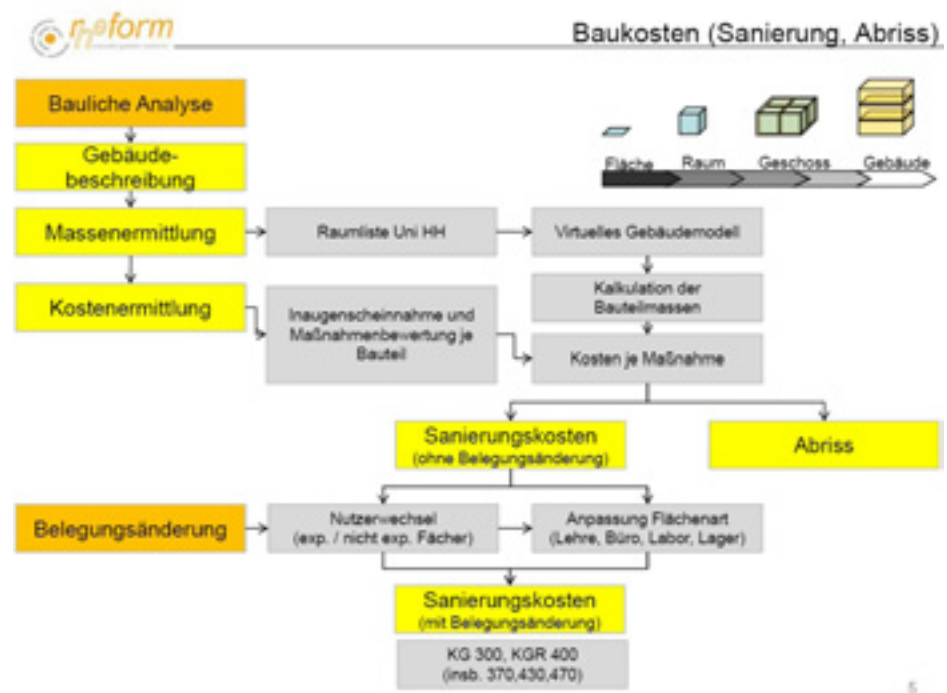 Baukosten (Sanierung, Abriss)
Bauliche Analyse
Gebäude-
beschreibung
Fläche
Raum
Geschoss
Gebäude
Massenermittlung
Raumliste Uni HH
Virtuelles Gebäudemodell
Kostenermittlung
Inaugenscheinnahme und
Maßnahmenbewertung je
Bauteil
Kalkulation der
Bauteilmassen
Kosten je Maßnahme
Sanierungskosten
(ohne Belegungsänderung)
Abriss
Belegungsänderung
Nutzerwechsel
(exp. / nicht exp. Fächer)
Anpassung Flächenart
(Lehre, Büro, Labor, Lager)
Sanierungskosten
(mit Belegungsänderung)
KG 300, KGR 400
(insb. 370,430,470)
5